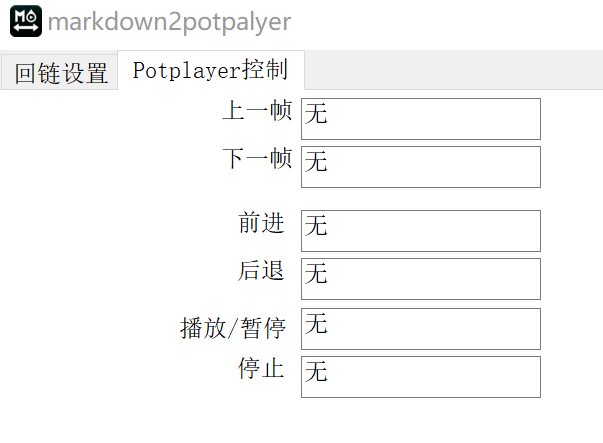 markdown2potpalyer
回链设置 Potplayer控制
上一帧 无
下一帧 无
前进 无
后退 无
播放/暂停 无
停止 无